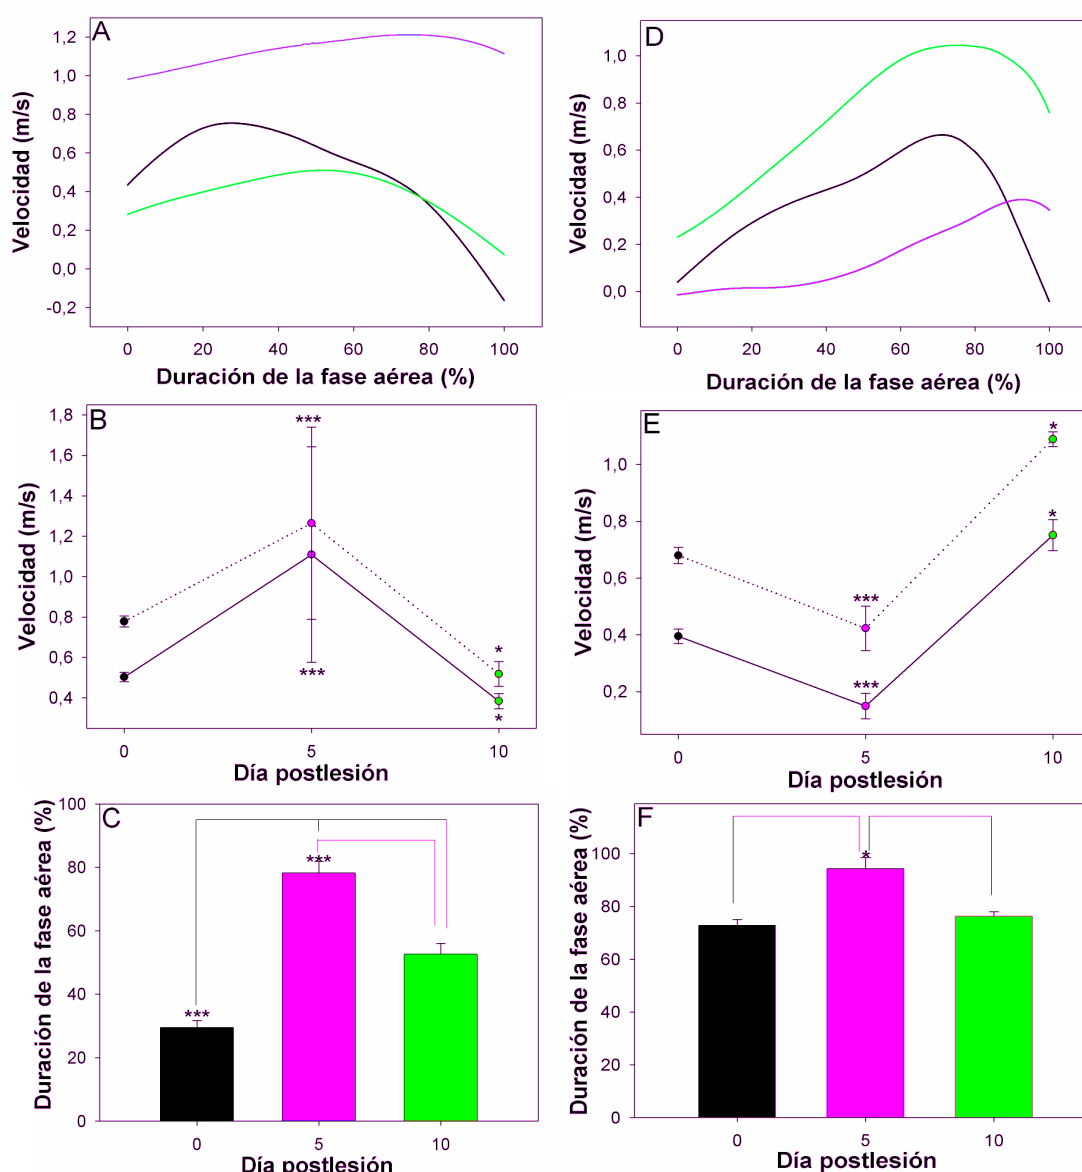 A
Velocidad (m/s)
1,2
1,0
0,8
0,6
0,4
0,2
0,0
-0,2
0 20 40 60 80 100
Duración de la fase aérea (%)
D
Velocidad (m/s)
1,0
0,8
0,6
0,4
0,2
0,0
0 20 40 60 80 100
Duración de la fase aérea (%)
B
Velocidad (m/s)
1,8
1,6
1,4
1,2
1,0
0,8
0,6
0,4
***
***
*
*
0 5 10
Día postlesión
E
Velocidad (m/s)
1,0
0,8
0,6
0,4
0,2
***
***
*
*
0 5 10
Día postlesión
C
Duración de la fase aérea (%)
100
80
60
40
20
0
***
***
0 5 10
Día postlesión
F
Duración de la fase aérea (%)
100
80
60
40
20
0
*
0 5 10
Día postlesión